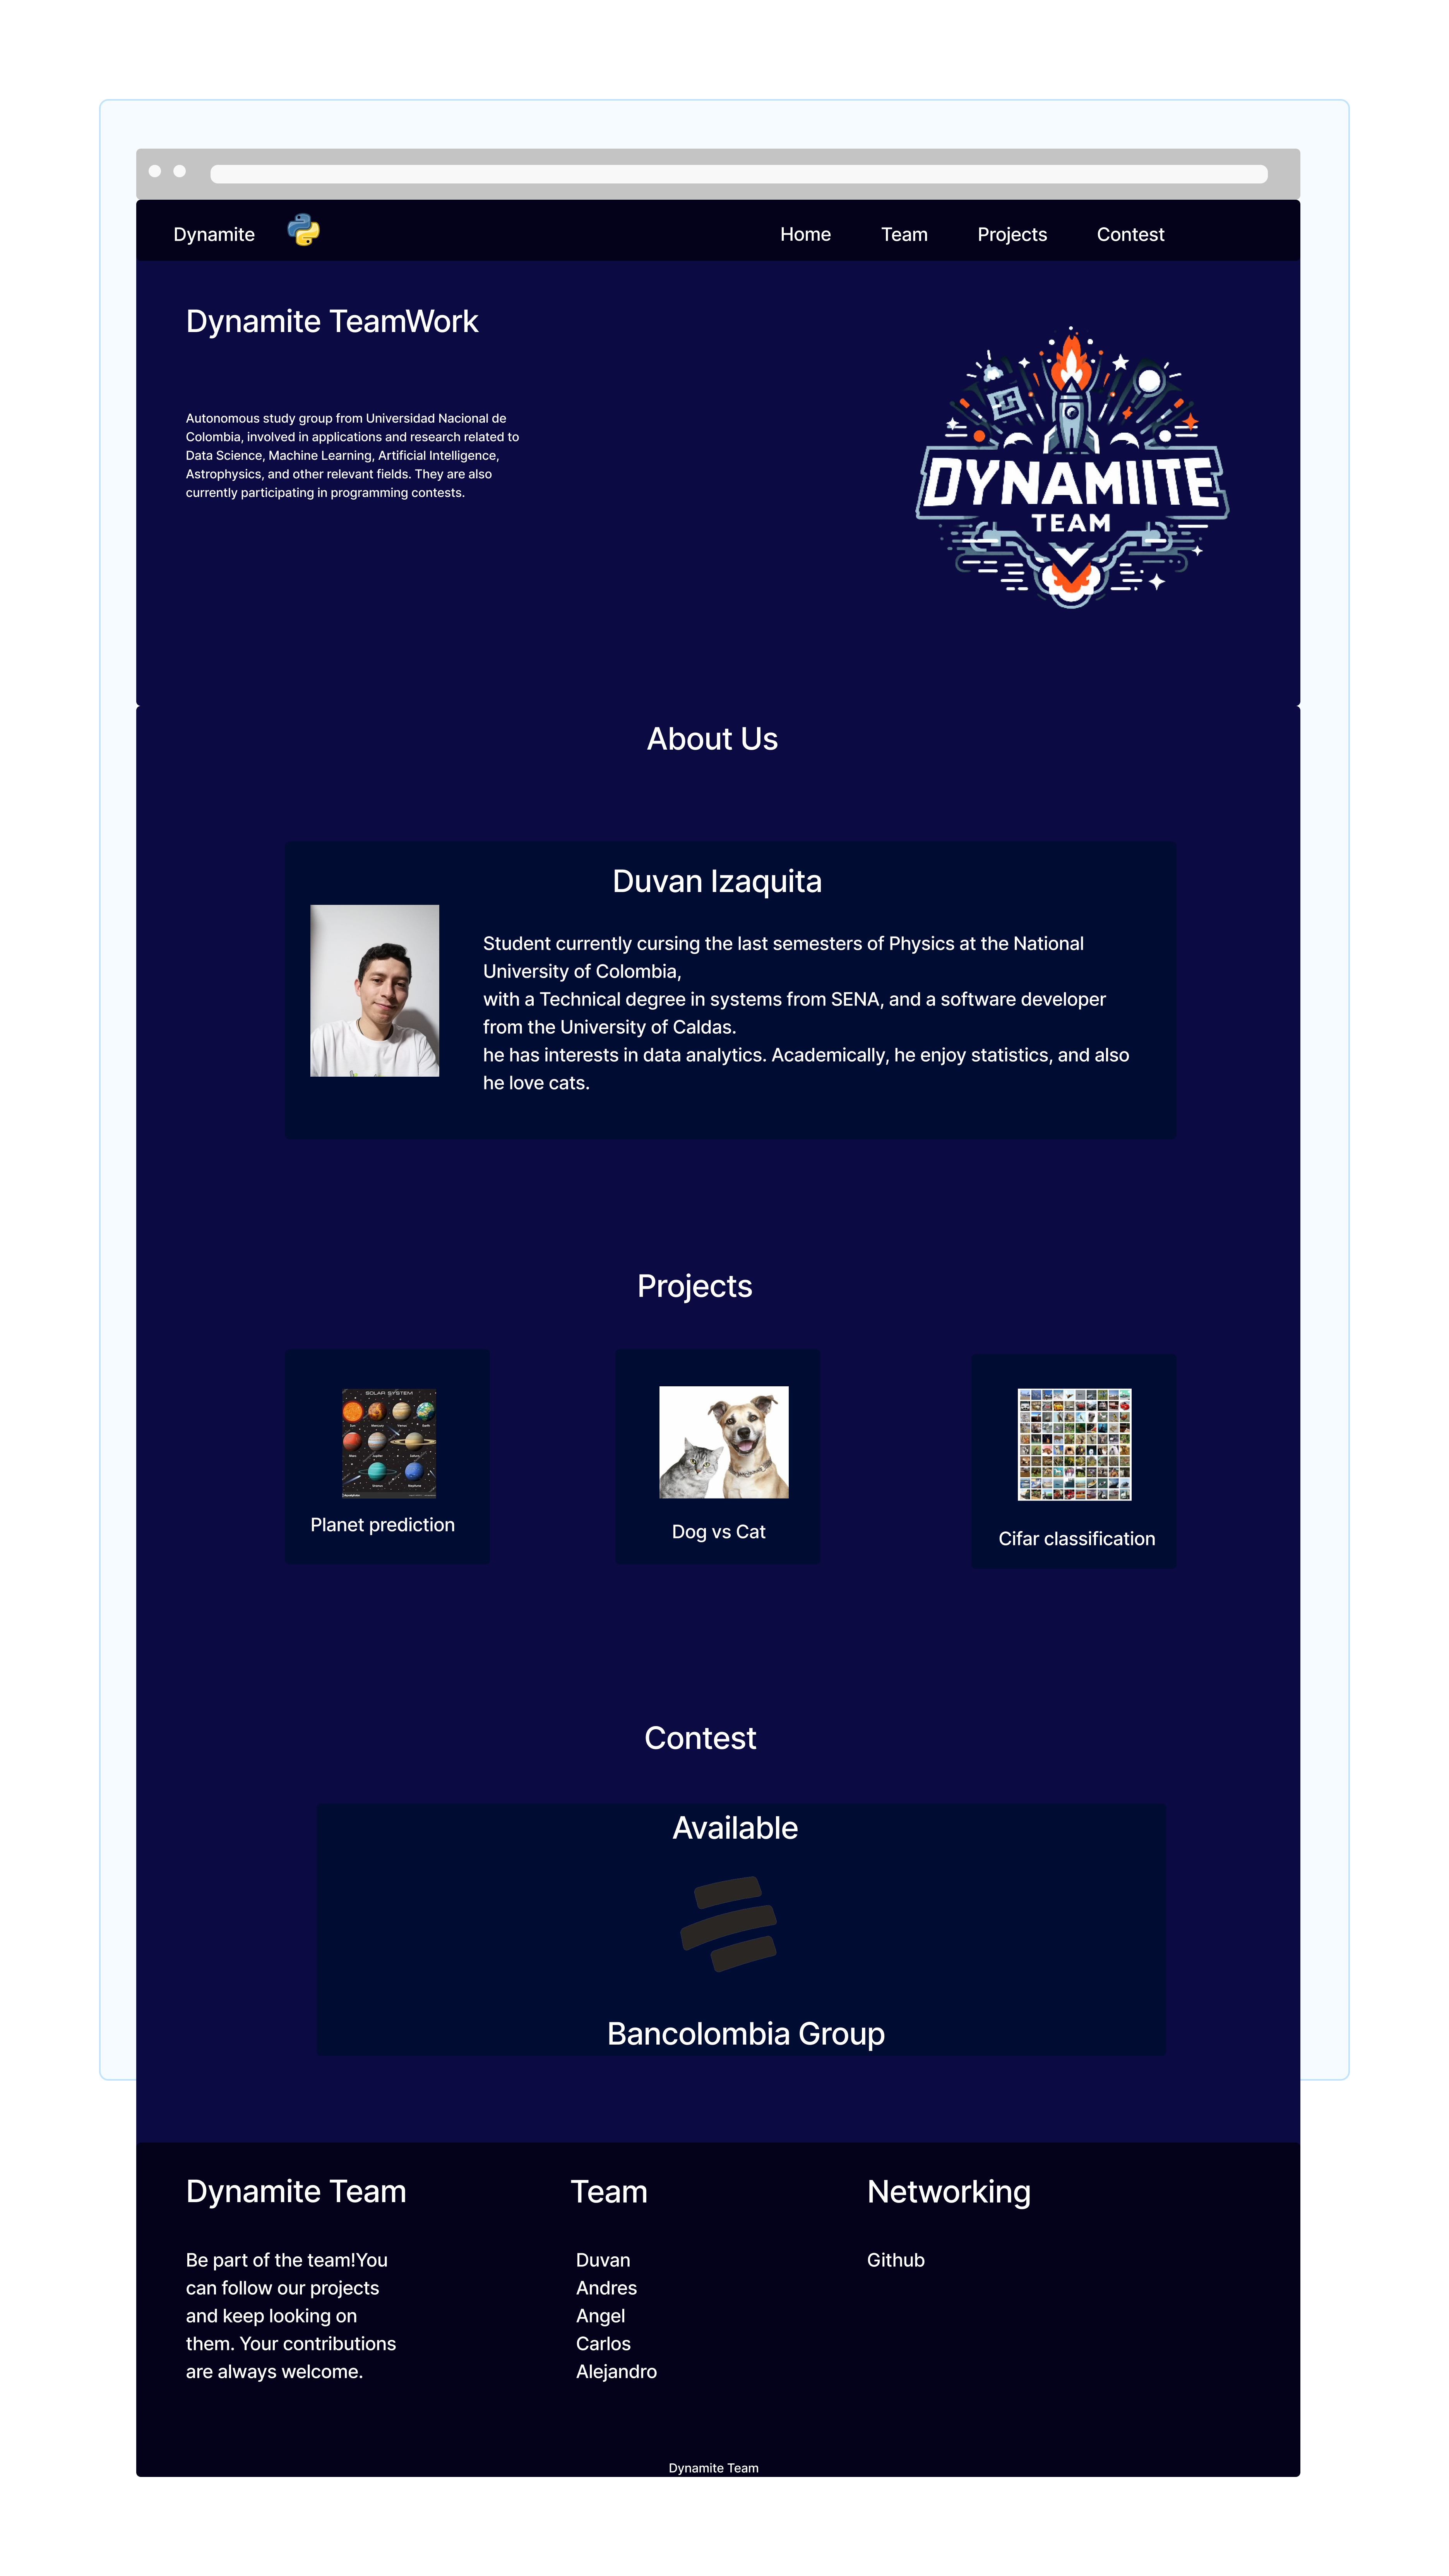 Dynamite
Home Team Projects Contest
Dynamite TeamWork
Autonomous study group from Universidad Nacional de
Colombia, involved in applications and research related to
Data Science, Machine Learning, Artificial Intelligence,
Astrophysics, and other relevant fields. They are also
currently participating in programming contests.
DYNAMIITE
TEAM
About Us
Duvan Izaquita
Student currently cursing the last semesters of Physics at the National
University of Colombia,
with a Technical degree in systems from SENA, and a software developer
from the University of Caldas.
he has interests in data analytics. Academically, he enjoy statistics, and also
he love cats.
Projects
SOLAR SYSTEM
Planet prediction
Dog vs Cat
Cifar classification
Contest
Available
Bancolombia Group
Dynamite Team
Be part of the team!You
can follow our projects
and keep looking on
them. Your contributions
are always welcome.
Team
Duvan
Andres
Angel
Carlos
Alejandro
Networking
Github
Dynamite Team